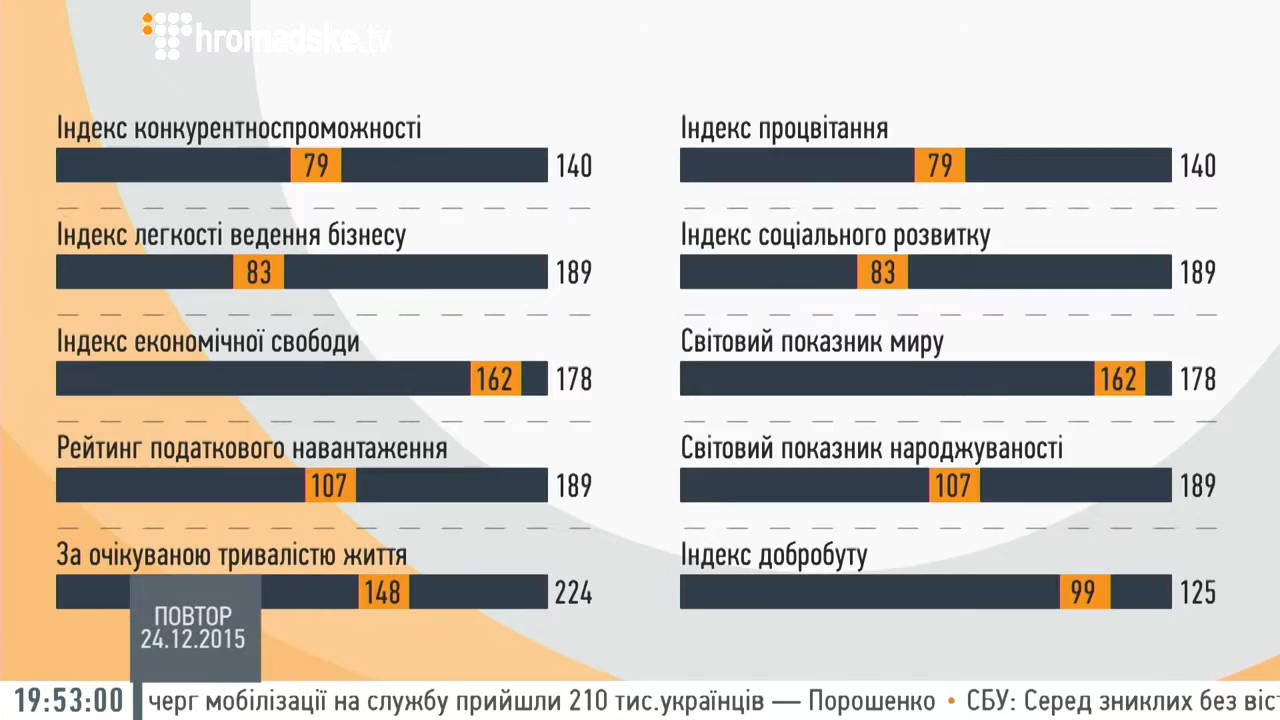 hromadske.tv
Індекс конкурентноспроможності
79 140
Індекс легкості ведення бізнесу
83 189
Індекс економічної свободи
162 178
Рейтинг податкового навантаження
107 189
За очікуваною тривалістю життя
148 224
Індекс процвітання
79 140
Індекс соціального розвитку
83 189
Світовий показник миру
162 178
Світовий показник народжуваності
107 189
Індекс добробуту
99 125
ПОВТОР
24.12.2015
19:53:00 черг мобілізації на службу прийшли 210 тис.українців — Порошенко • СБУ: Серед зниклих без віст